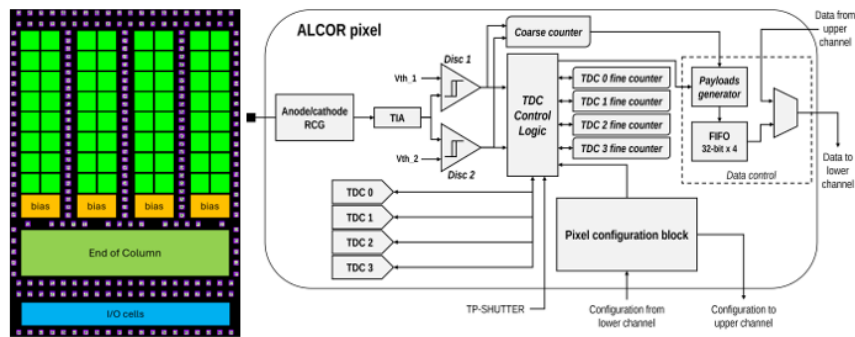 bias
bias
bias
bias
End of Column
I/O cells
ALCOR pixel
Anode/cathode
RCG
TIA
Vth_1
Vth_2
Disc 1
Disc 2
Coarse counter
TDC
Control
Logic
TDC 0 fine counter
TDC 1 fine counter
TDC 2 fine counter
TDC 3 fine counter
Payloads
generator
FIFO
32-bit x 4
Data control
Data from
upper
channel
Data to
lower
channel
TDC 0
TDC 1
TDC 2
TDC 3
Pixel configuration block
TP-SHUTTER
Configuration from
lower channel
Configuration to
upper channel